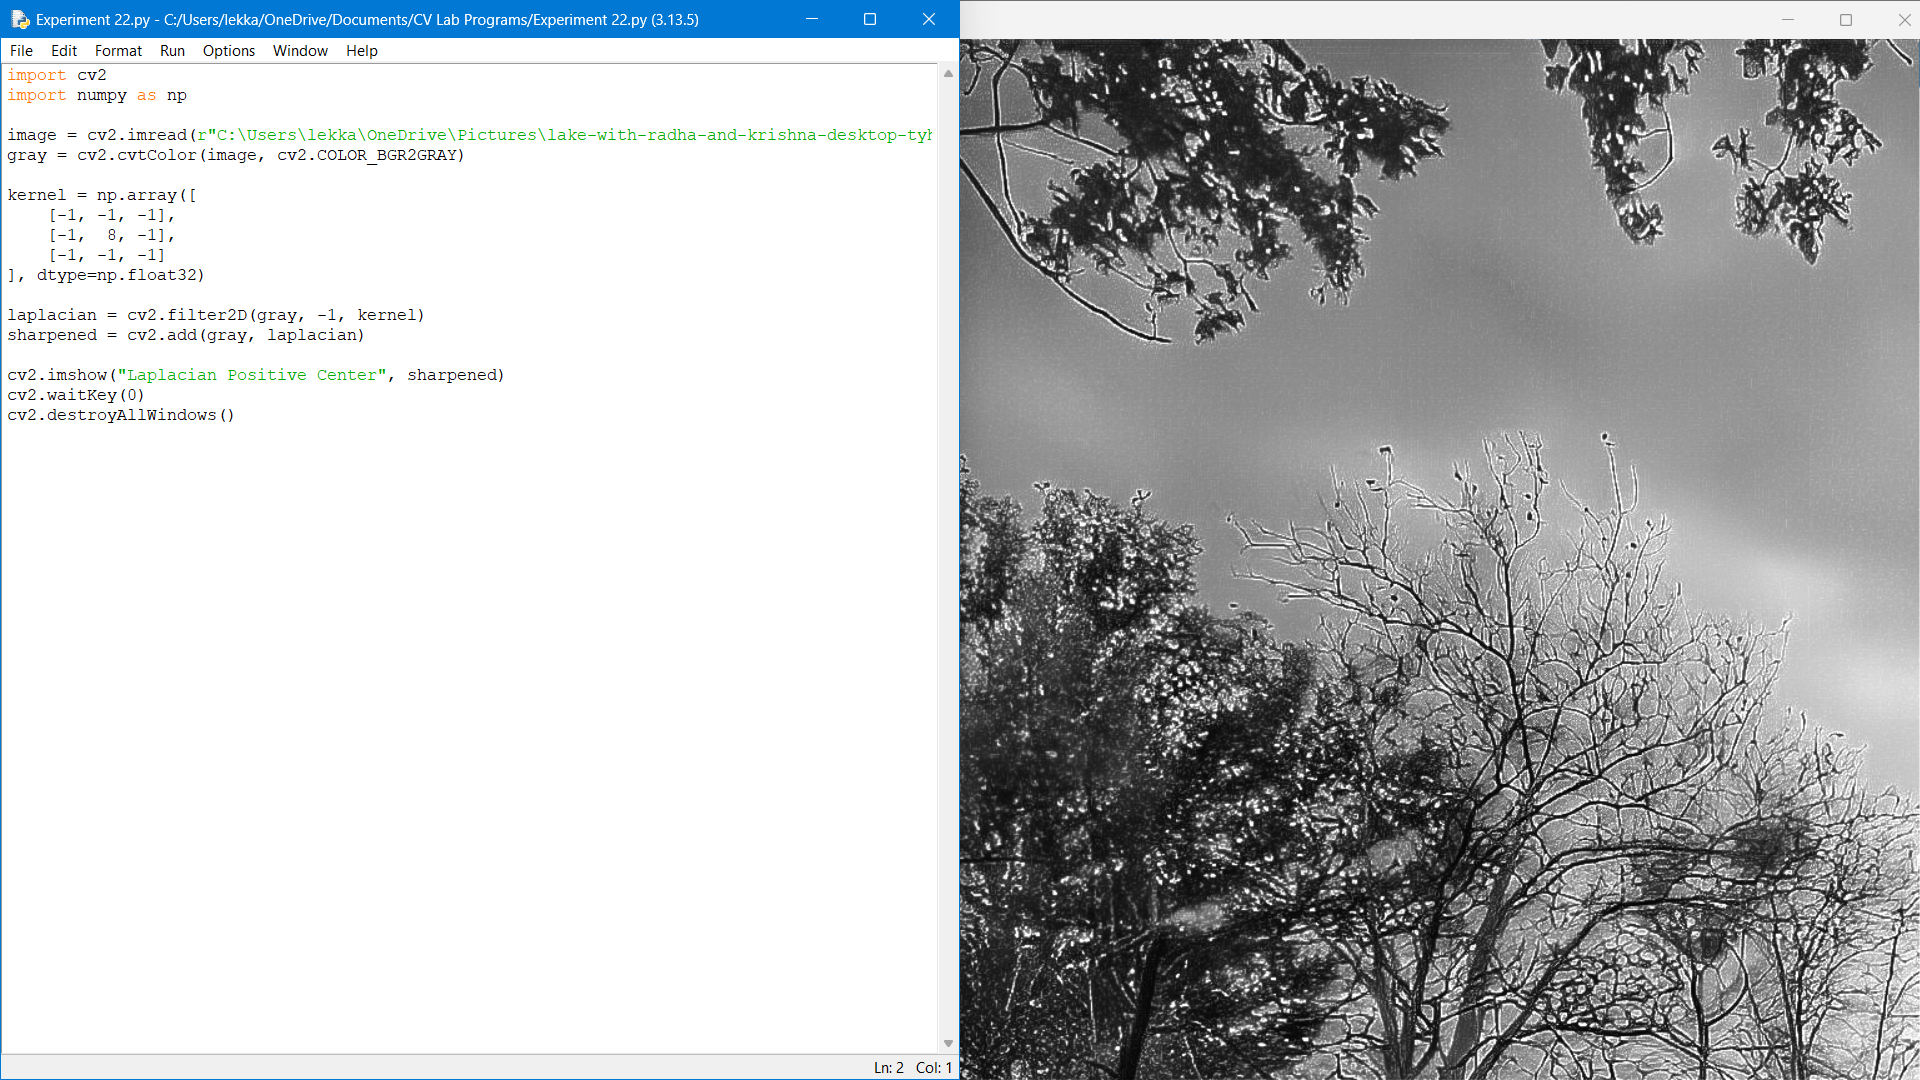 Experiment 22.py - C:/Users/lekka/OneDrive/Documents/CV Lab Programs/Experiment 22.py (3.13.5)
File Edit Format Run Options Window Help
import cv2
import numpy as np

image = cv2.imread(r"C:\Users\lekka\OneDrive\Pictures\lake-with-radha-and-krishna-desktop-tyh
gray = cv2.cvtColor(image, cv2.COLOR_BGR2GRAY)

kernel = np.array([
    [-1, -1, -1],
    [-1,  8, -1],
    [-1, -1, -1]
], dtype=np.float32)

laplacian = cv2.filter2D(gray, -1, kernel)
sharpened = cv2.add(gray, laplacian)

cv2.imshow("Laplacian Positive Center", sharpened)
cv2.waitKey(0)
cv2.destroyAllWindows()
Ln: 2 Col: 1